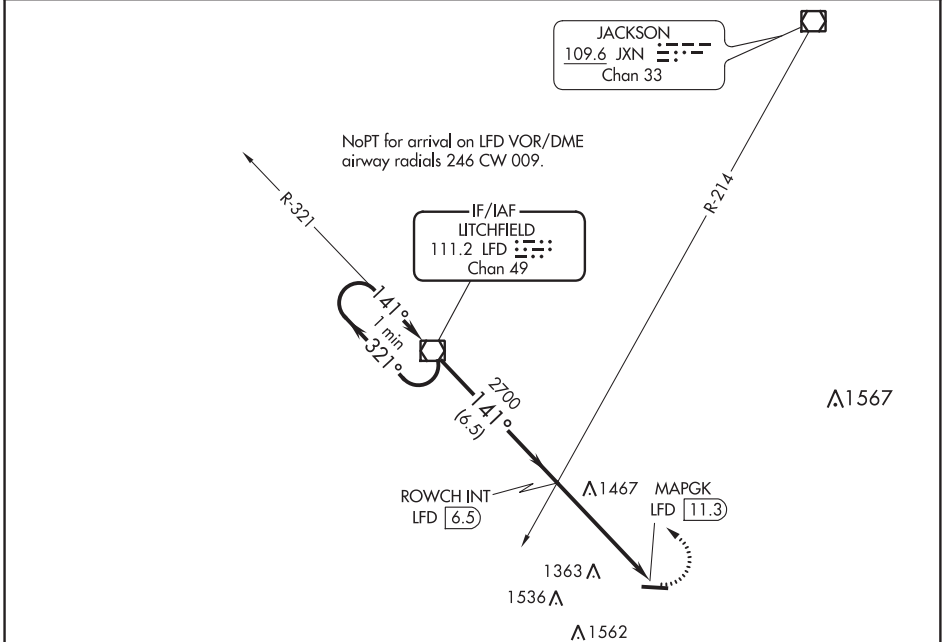 JACKSON
109.6 JXN
Chan 33
NoPT for arrival on LFD VOR/DME
airway radials 246 CW 009.
R-321
R-214
IF/IAF
LITCHFIELD
111.2 LFD
Chan 49
141°
1 min
321°
2700
141°
(6.5)
1567
ROWCH INT
LFD 6.5
1467
MAPGK
LFD 11.3
1363
1536
1562